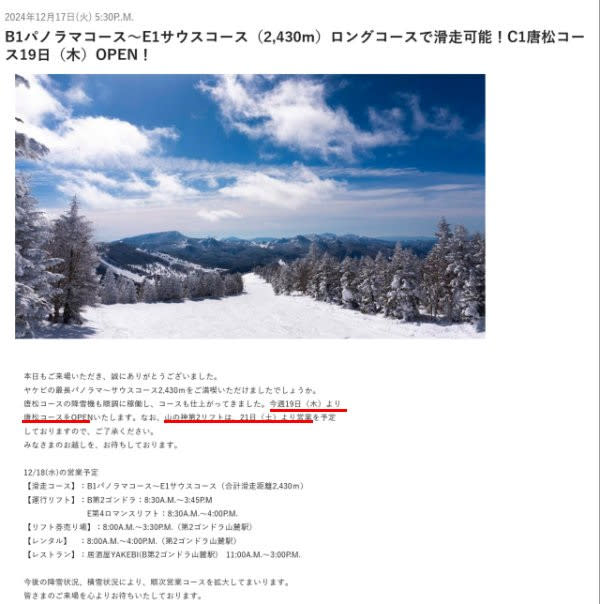 2024年12月17日(火) 5:30P.M.
B1パノラマコース～E1サウスコース（2,430m）ロングコースで滑走可能！C1唐松コー
ス19日（木）OPEN！
本日もご来場いただき、誠にありがとうございました。
ヤケビの最長パノラマ～サウスコース2,430mをご満喫いただけましたでしょうか。
唐松コースの降雪機も順調に稼働し、コースも仕上がってきました。今週19日（木）より
唐松コースをOPENいたします。なお、山の神第2リフトは、21日（土）より営業を予定
しておりますので、ご了承ください。
みなさまのお越しを、お待ちしております。
12/18(水)の営業予定
【滑走コース】：B1パノラマコース～E1サウスコース（合計滑走距離2,430m）
【運行リフト】：B第2ゴンドラ：8:30A.M.～3:45P.M
E第4ロマンスリフト：8:30A.M.～4:00P.M.
【リフト券売り場】：8:00A.M.～3:30P.M.（第2ゴンドラ山麓駅）
【レンタル】　：8:00A.M.～4:00P.M.（第2ゴンドラ山麓駅）
【レストラン】：居酒屋YAKEBI(B第2ゴンドラ山麓駅)　11:00A.M.～3:00P.M.
今後の降雪状況、積雪状況により、順次営業コースを拡大してまいります。
皆さまのご来場を心よりお待ちいたしております。